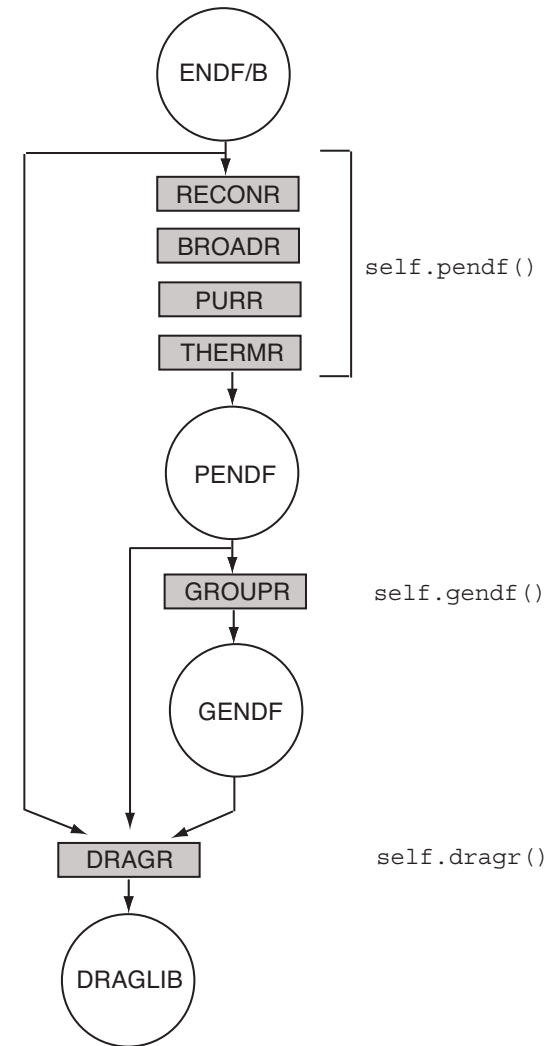 ENDF/B
RECONR
BROADR
self.pendf()
PURR
THERMR
PENDF
GROUPR
self.gendf()
GENDF
DRAGR
self.dragr()
DRAGLIB